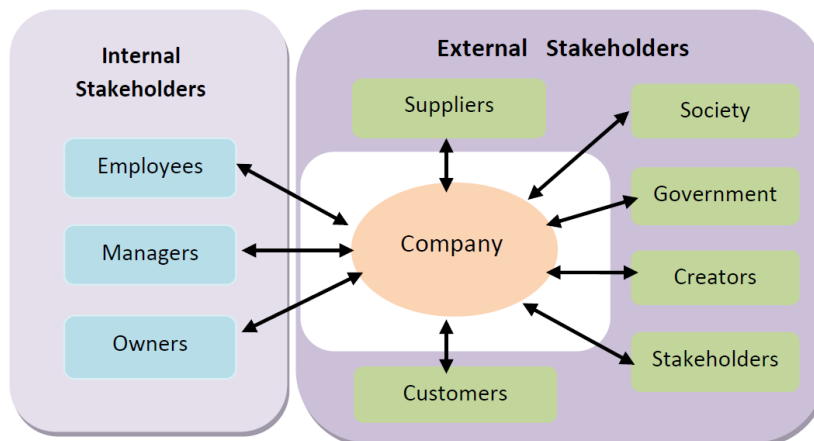 Internal
Stakeholders
External Stakeholders
Employees
Managers
Owners
Suppliers
Company
Customers
Society
Government
Creators
Stakeholders